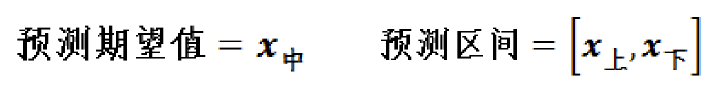 预测期望值 = x中 预测区间 = [x上,x下]